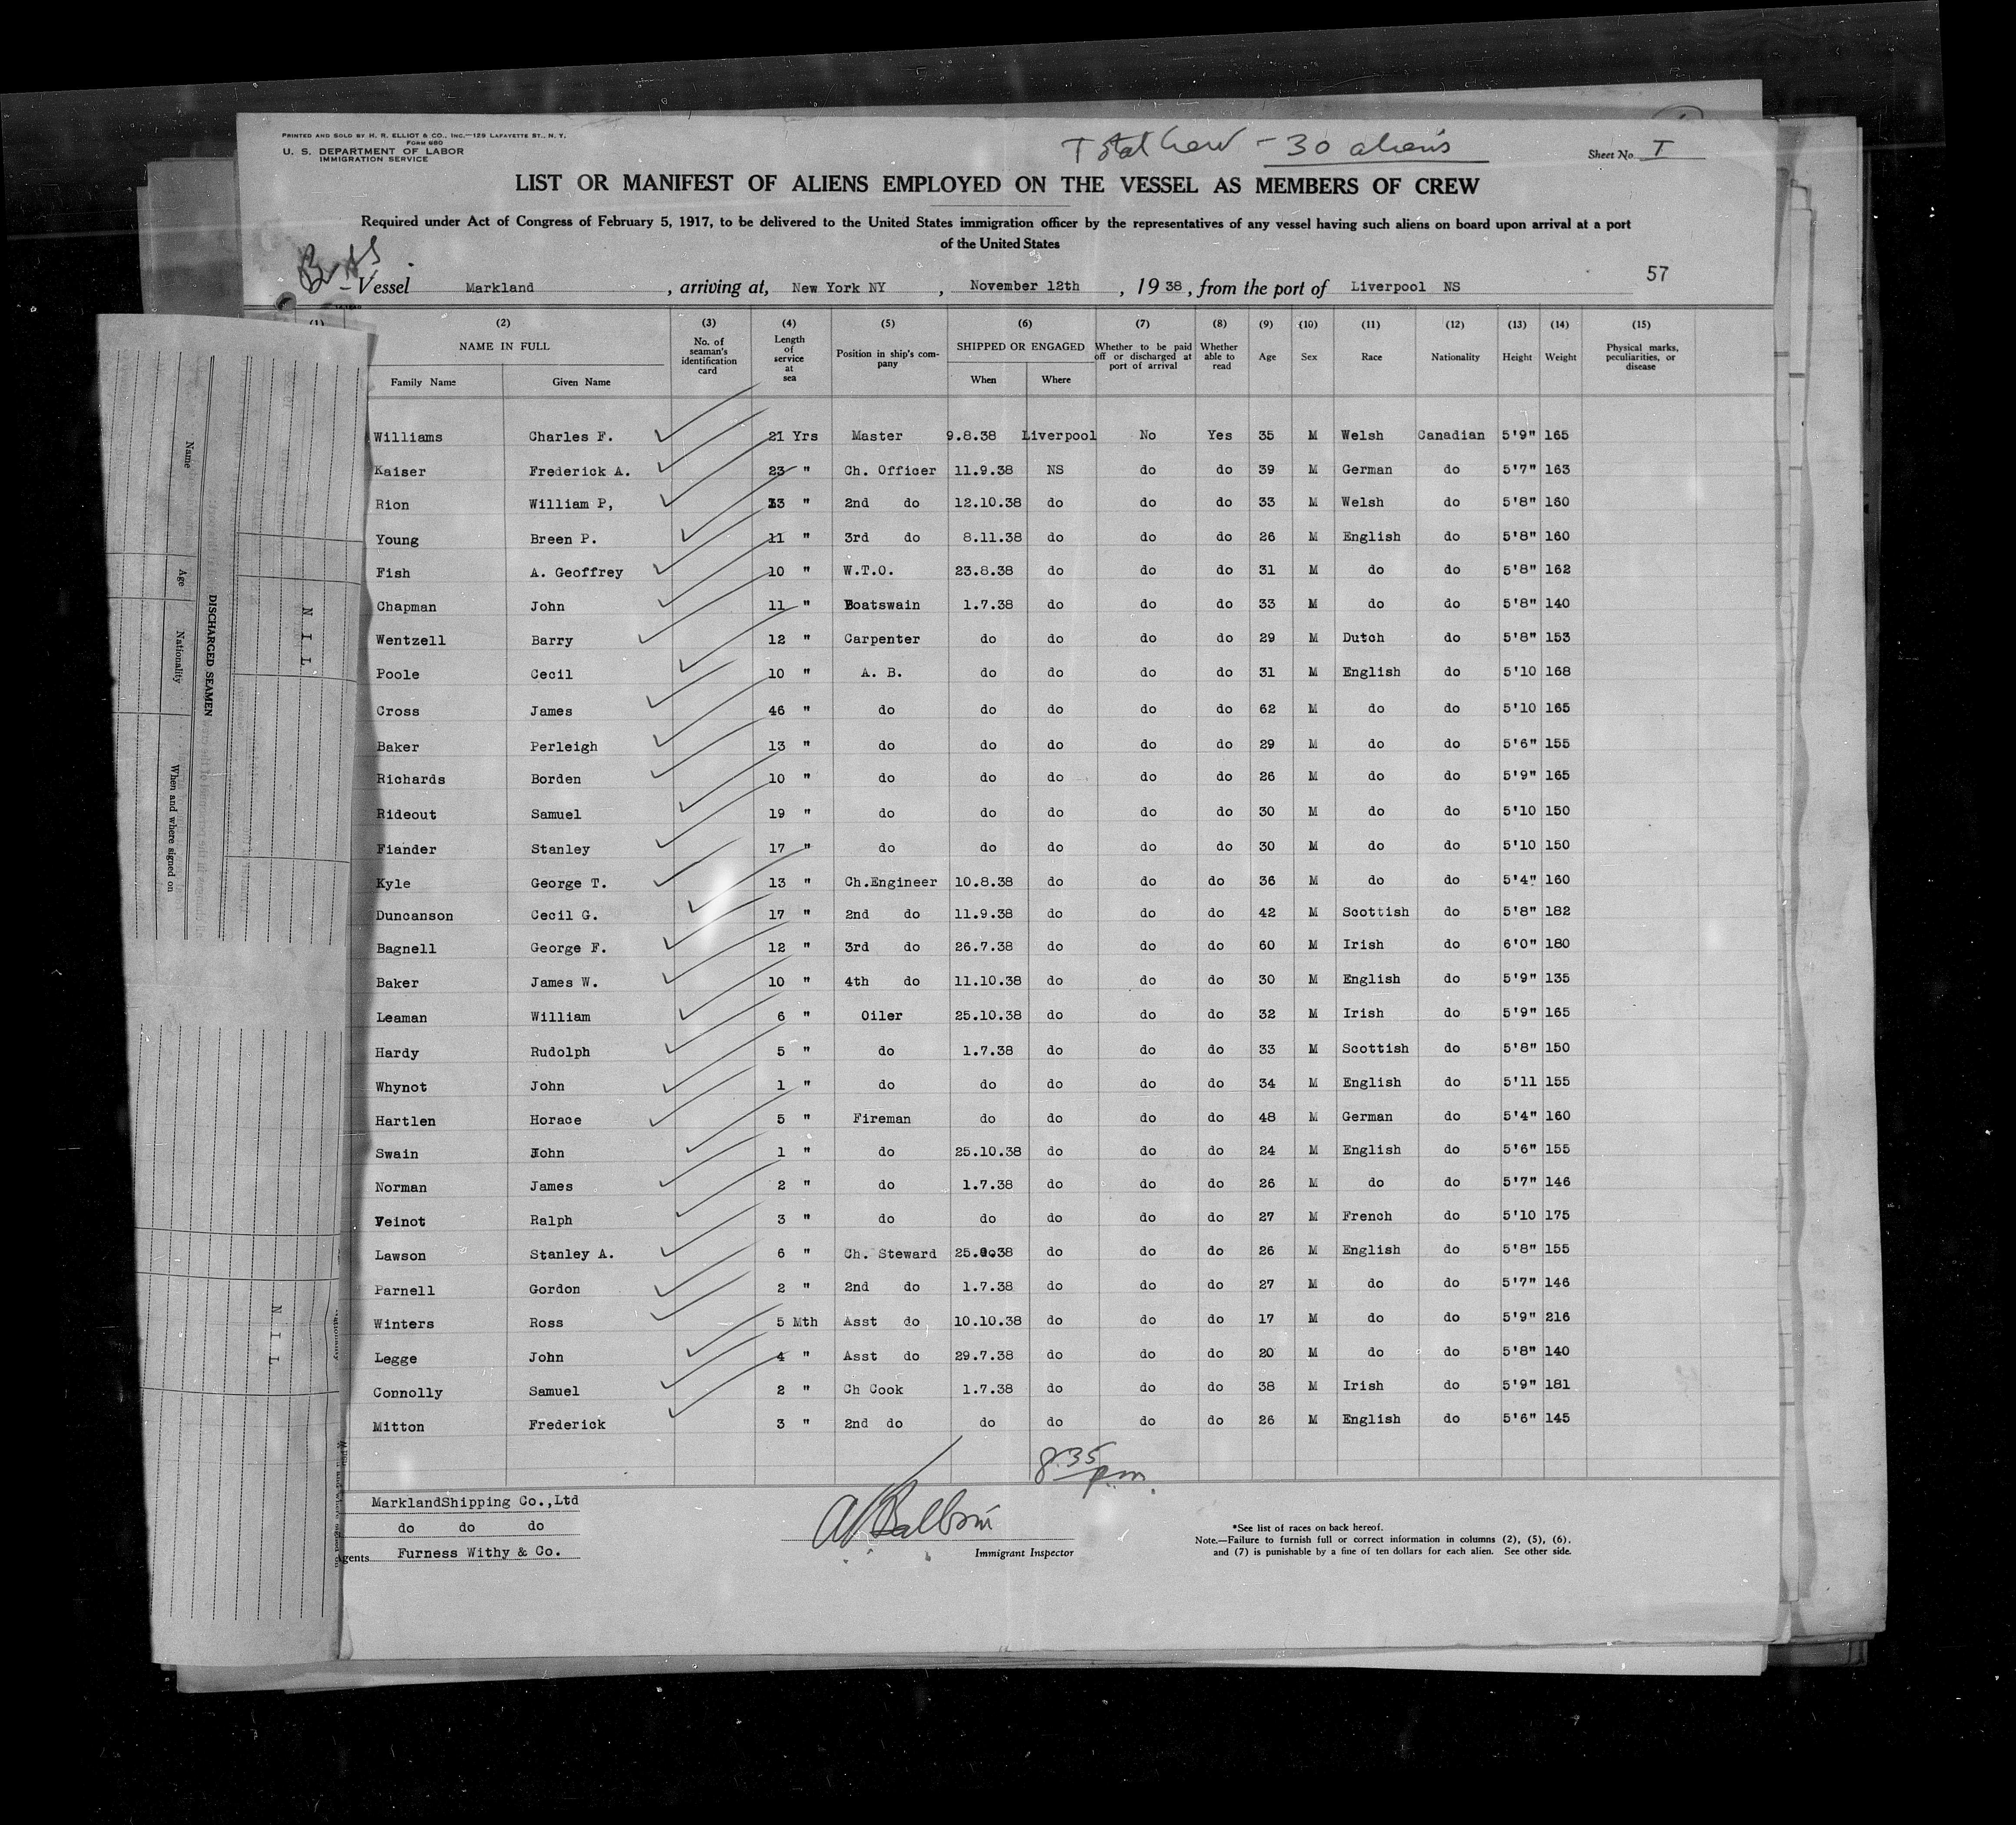 PRINTED AND SOLD BY H. R. ELLIOT & CO., INC.—129 LAFAYETTE ST., N. Y.
FORM 680
U. S. DEPARTMENT OF LABOR
IMMIGRATION SERVICE
Total Crew - 30 aliens
Sheet No. I
LIST OR MANIFEST OF ALIENS EMPLOYED ON THE VESSEL AS MEMBERS OF CREW
Required under Act of Congress of February 5, 1917, to be delivered to the United States immigration officer by the representatives of any vessel having such aliens on board upon arrival at a port
of the United States
57
Vessel Markland, arriving at, New York NY, November 12th, 1938, from the port of Liverpool NS
(1) (2) (3) (4) (5) (6) (7) (8) (9) (10) (11) (12) (13) (14) (15)
NAME IN FULL No. of seaman's identification card Length of service at sea Position in ship's company SHIPPED OR ENGAGED Whether to be paid off or discharged at port of arrival Whether able to read Age Sex Race Nationality Height Weight Physical marks, peculiarities, or disease
Family Name Given Name When Where
Williams Charles F. 21 Yrs Master 9.8.38 Liverpool No Yes 35 M Welsh Canadian 5'9" 165
Kaiser Frederick A. 23 " Ch. Officer 11.9.38 NS do do 39 M German do 5'7" 163
Rion William P, 13 " 2nd do 12.10.38 do do do 33 M Welsh do 5'8" 160
Young Breen P. 11 " 3rd do 8.11.38 do do do 26 M English do 5'8" 160
Fish A. Geoffrey 10 " W.T.O. 23.8.38 do do do 31 M do do 5'8" 162
Chapman John 11 " Boatswain 1.7.38 do do do 33 M do do 5'8" 140
Wentzell Barry 12 " Carpenter do do do do 29 M Dutch do 5'8" 153
Poole Cecil 10 " A. B. do do do do 31 M English do 5'10 168
Cross James 46 " do do do do do 62 M do do 5'10 165
Baker Perleigh 13 " do do do do do 29 M do do 5'6" 155
Richards Borden 10 " do do do do do 26 M do do 5'9" 165
Rideout Samuel 19 " do do do do do 30 M do do 5'10 150
Fiander Stanley 17 " do do do do do 30 M do do 5'10 150
Kyle George T. 13 " Ch.Engineer 10.8.38 do do do 36 M do do 5'4" 160
Duncanson Cecil G. 17 " 2nd do 11.9.38 do do do 42 M Scottish do 5'8" 182
Bagnell George F. 12 " 3rd do 26.7.38 do do do 60 M Irish do 6'0" 180
Baker James W. 10 " 4th do 11.10.38 do do do 30 M English do 5'9" 135
Leaman William 6 " Oiler 25.10.38 do do do 32 M Irish do 5'9" 165
Hardy Rudolph 5 " do 1.7.38 do do do 33 M Scottish do 5'8" 150
Whynot John 1 " do do do do do 34 M English do 5'11 155
Hartlen Horace 5 " Fireman do do do do 48 M German do 5'4" 160
Swain John 1 " do 25.10.38 do do do 24 M English do 5'6" 155
Norman James 2 " do 1.7.38 do do do 26 M do do 5'7" 146
Veinot Ralph 3 " do do do do do 27 M French do 5'10 175
Lawson Stanley A. 6 " Ch. Steward do do do 26 M English do 5'8" 155
Parnell Gordon 2 " 2nd do 1.7.38 do do do 27 M do do 5'7" 146
Winters Ross 5 Mth Asst do 10.10.38 do do do 17 M do do 5'9" 216
Legge John 4 " Asst do 29.7.38 do do do 20 M do do 5'8" 140
Connolly Samuel 2 " Ch Cook 1.7.38 do do do 38 M Irish do 5'9" 181
Mitton Frederick 3 " 2nd do do do do do 26 M English do 5'6" 145
8.35 pm
MarklandShipping Co.,Ltd
do do do
Agents Furness Withy & Co.
Immigrant Inspector
*See list of races on back hereof.
Note.—Failure to furnish full or correct information in columns (2), (5), (6),
and (7) is punishable by a fine of ten dollars for each alien. See other side.
DISCHARGED SEAMEN
Name Age Nationality When and where signed on
N I L
N I L